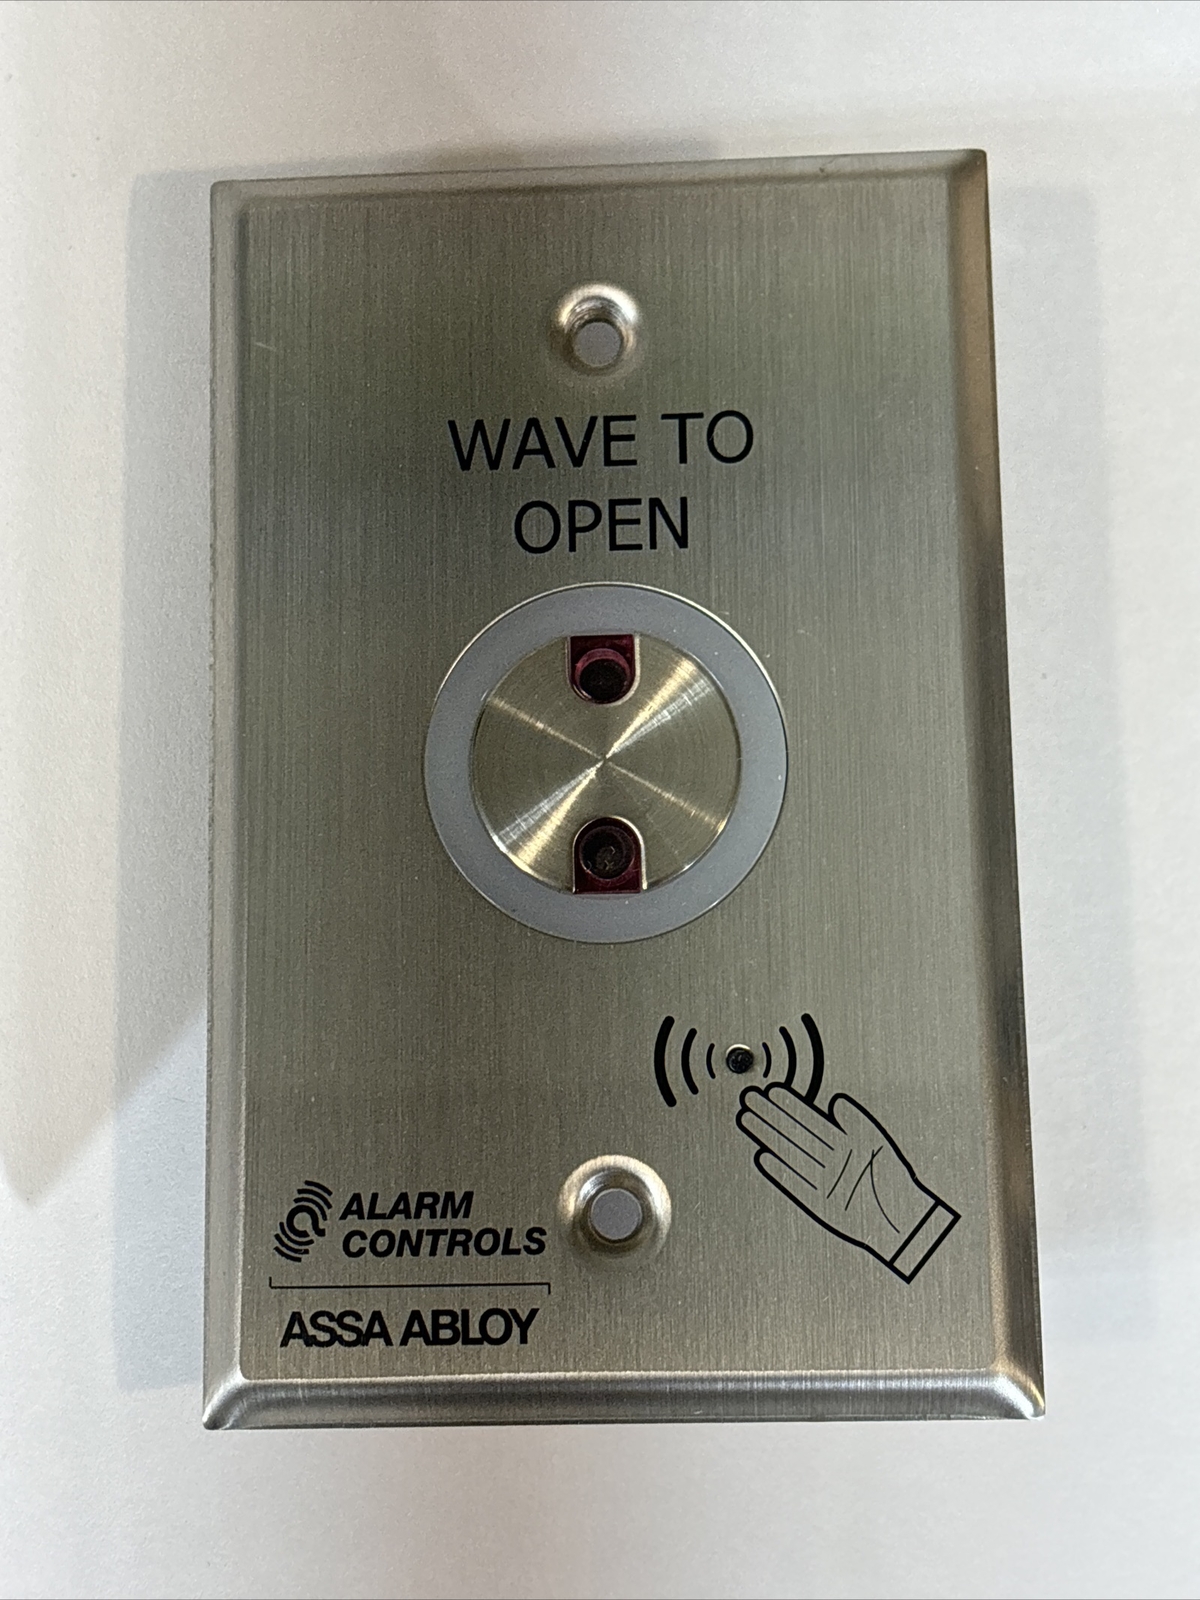 WAVE TO
OPEN
ALARM
CONTROLS
ASSA ABLOY